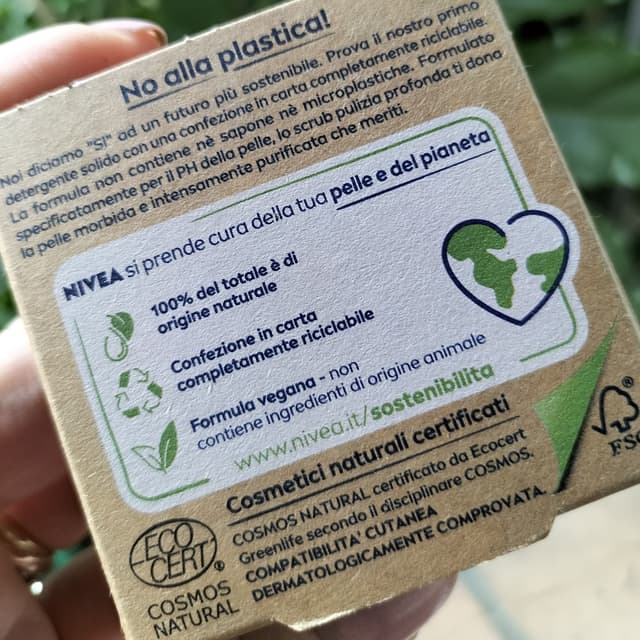 No alla plastica!
Noi diciamo "SI" ad un futuro più sostenibile. Prova il nostro primo
detergente solido con una confezione in carta completamente riciclabile.
La formula non contiene nè sapone nè microplastiche. Formulato
specificatamente per il PH della pelle, lo scrub pulizia profonda ti dona
la pelle morbida e intensamente purificata che meriti.
NIVEA si prende cura della tua pelle e del pianeta
100% del totale è di
origine naturale
Confezione in carta
completamente riciclabile
Formula vegana - non
contiene ingredienti di origine animale
www.nivea.it/sostenibilita
Cosmetici naturali certificati
COSMOS NATURAL certificato da Ecocert
Greenlife secondo il disciplinare COSMOS.
COMPATIBILITA' CUTANEA
DERMATOLOGICAMENTE COMPROVATA.
ECO
CERT®
COSMOS
NATURAL
®
FSC